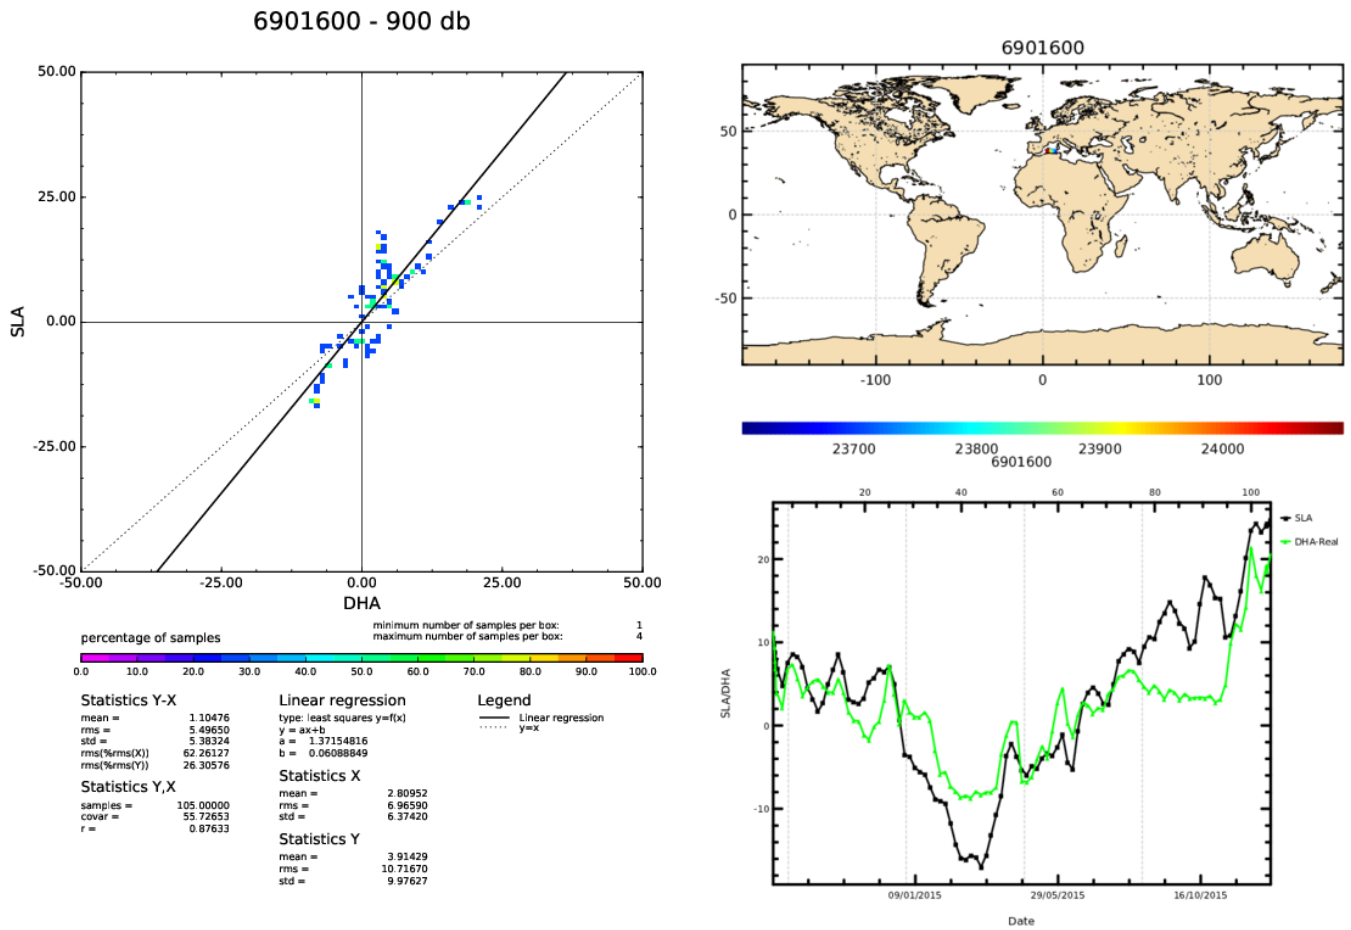 6901600 - 900 db
50.00
25.00
0.00
-25.00
-50.00
SLA
-50.00 -25.00 0.00 25.00 50.00
DHA
percentage of samples
minimum number of samples per box: 1
maximum number of samples per box: 4
0.0 10.0 20.0 30.0 40.0 50.0 60.0 70.0 80.0 90.0 100.0
Statistics Y-X
mean = 1.10476
rms = 5.49650
std = 5.38324
rms(%rms(X)) 62.26127
rms(%rms(Y)) 26.30576
Statistics Y,X
samples = 105.00000
covar = 55.72653
r = 0.87633
Linear regression
type: least squares y=f(x)
y = ax+b
a = 1.37154816
b = 0.06088849
Statistics X
mean = 2.80952
rms = 6.96590
std = 6.37420
Statistics Y
mean = 3.91429
rms = 10.71670
std = 9.97627
Legend
Linear regression
y=x
6901600
50
0
-50
-100 0 100
23700 23800 23900 24000
6901600
20 40 60 80 100
20
10
0
-10
SLA/DHA
SLA
DHA-Real
09/01/2015 29/05/2015 16/10/2015
Date